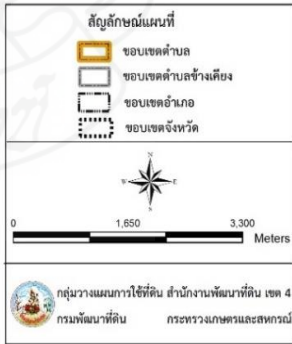 สัญลักษณ์แผนที่
ขอบเขตตำบล
ขอบเขตตำบลข้างเคียง
ขอบเขตอำเภอ
ขอบเขตจังหวัด
N
W E
S
0 1,650 3,300
Meters
กลุ่มวางแผนการใช้ที่ดิน สำนักงานพัฒนาที่ดิน เขต 4
กรมพัฒนาที่ดิน กระทรวงเกษตรและสหกรณ์